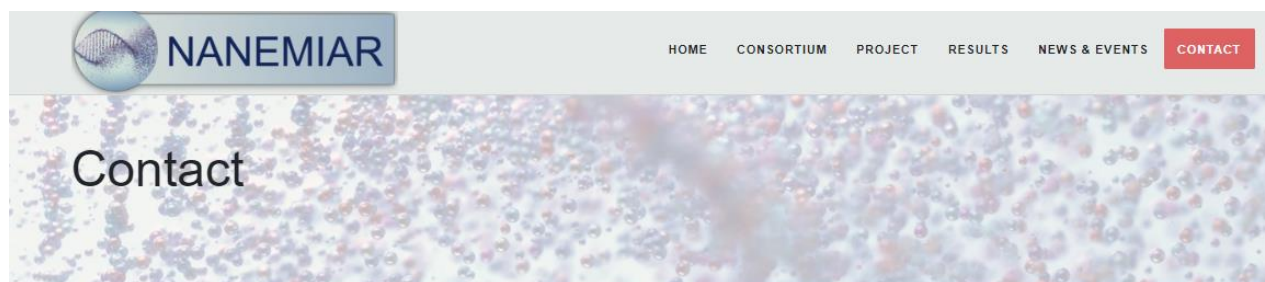 NANEMIAR
HOME CONSORTIUM PROJECT RESULTS NEWS & EVENTS CONTACT
Contact